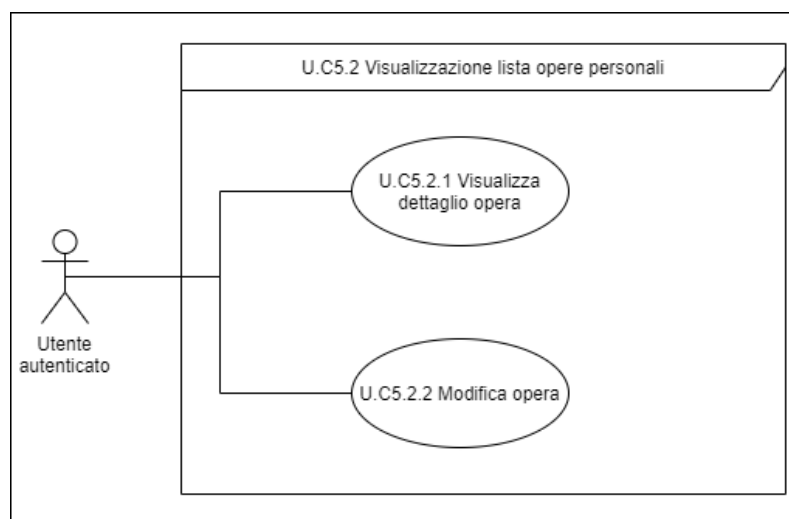 U.C5.2 Visualizzazione lista opere personali
U.C5.2.1 Visualizza
dettaglio opera
Utente
autenticato
U.C5.2.2 Modifica opera